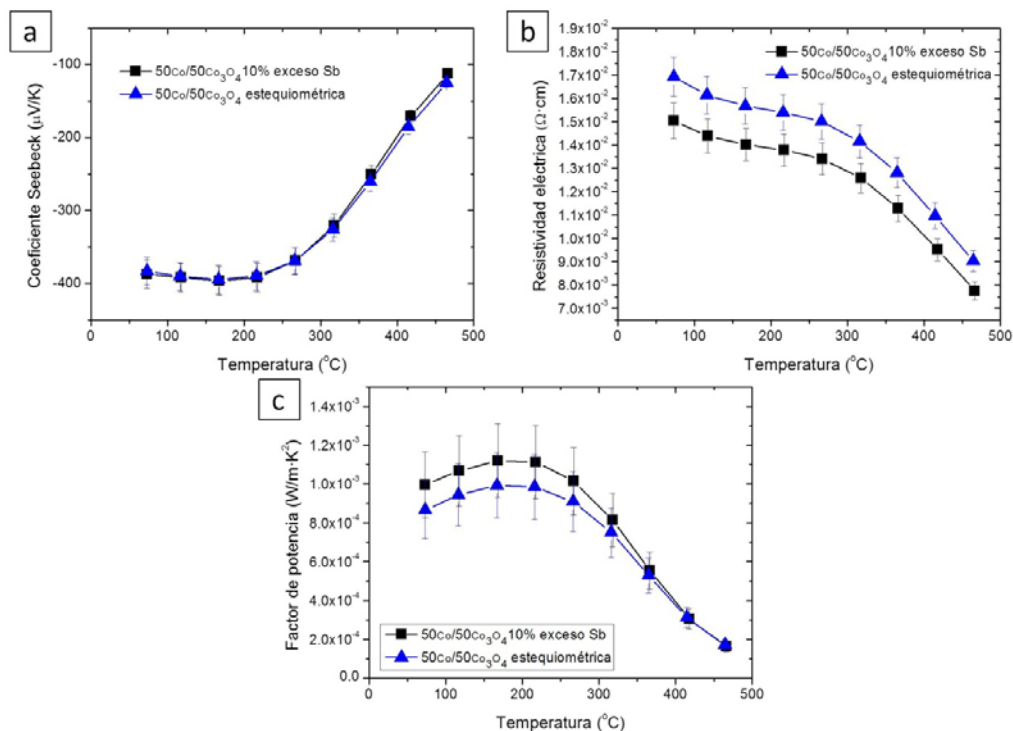 a
Coeficiente Seebeck (μV/K)
-100
-200
-300
-400
50Co/50Co₃O₄ 10% exceso Sb
50Co/50Co₃O₄ estequiométrica
0 100 200 300 400 500
Temperatura (°C)
b
Resistividad eléctrica (Ω·cm)
1.9x10⁻²
1.8x10⁻²
1.7x10⁻²
1.6x10⁻²
1.5x10⁻²
1.4x10⁻²
1.3x10⁻²
1.2x10⁻²
1.1x10⁻²
1.0x10⁻²
9.0x10⁻³
8.0x10⁻³
7.0x10⁻³
50Co/50Co₃O₄ 10% exceso Sb
50Co/50Co₃O₄ estequiométrica
0 100 200 300 400 500
Temperatura (°C)
c
Factor de potencia (W/m·K²)
1.4x10⁻³
1.2x10⁻³
1.0x10⁻³
8.0x10⁻⁴
6.0x10⁻⁴
4.0x10⁻⁴
2.0x10⁻⁴
0.0
50Co/50Co₃O₄ 10% exceso Sb
50Co/50Co₃O₄ estequiométrica
0 100 200 300 400 500
Temperatura (°C)